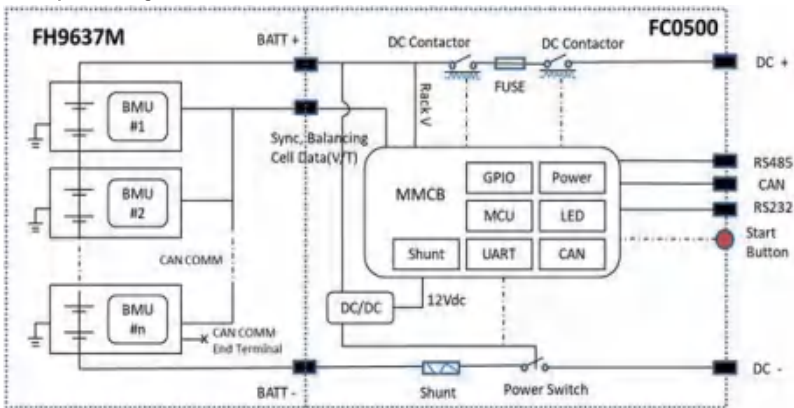 FH9637M
BATT +
DC Contactor
DC Contactor
FC0500
DC +
FUSE
BMU
#1
Rack V
Sync, Balancing
Cell Data(V/T)
RS485
CAN
RS232
Start
Button
MMCB
GPIO
Power
MCU
LED
Shunt
UART
CAN
BMU
#2
CAN COMM
BMU
#n
CAN COMM
End Terminal
DC/DC
12Vdc
BATT -
Shunt
Power Switch
DC -